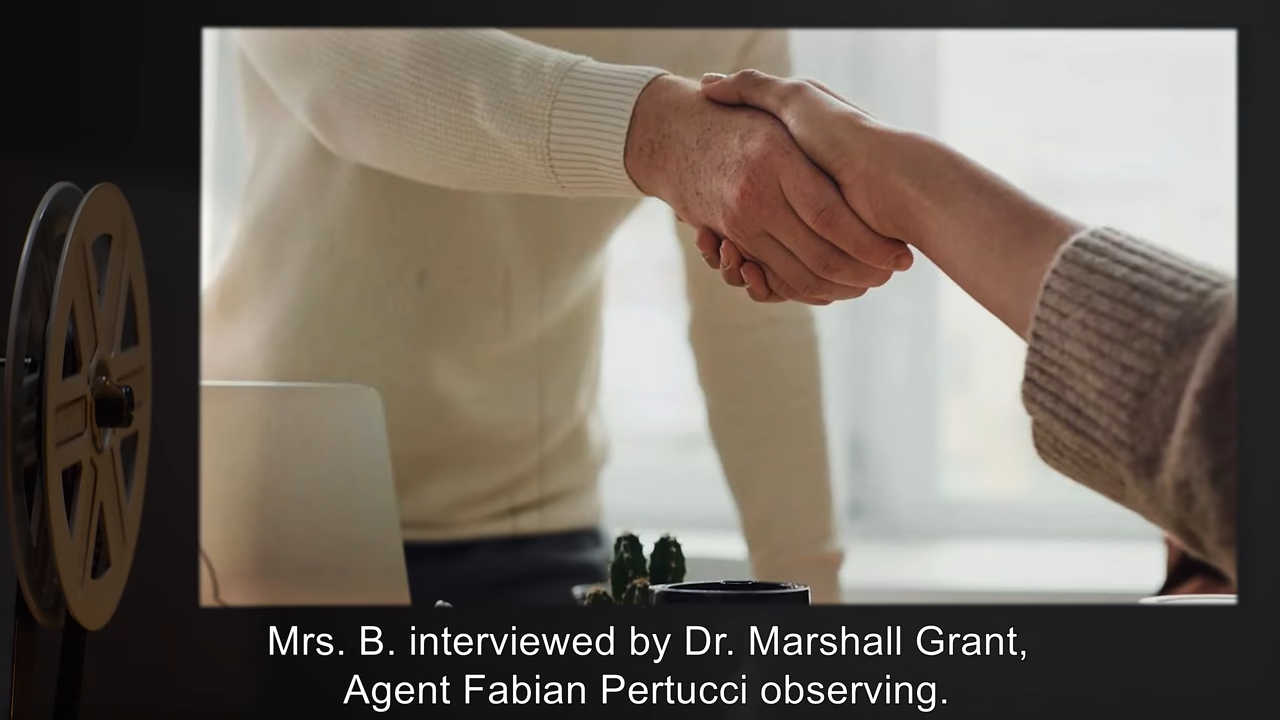 Mrs. B. interviewed by Dr. Marshall Grant,
Agent Fabian Pertucci observing.